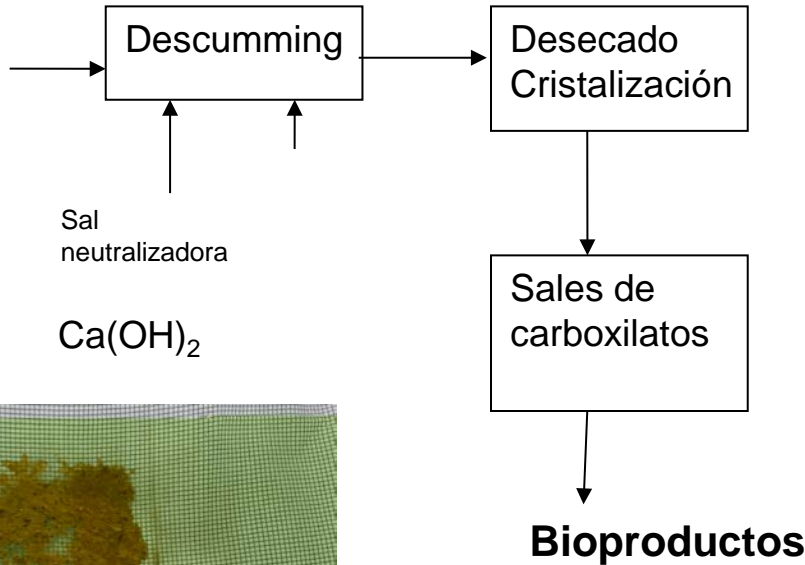 Descumming
Desecado
Cristalización
Sal
neutralizadora
Ca(OH)₂
Sales de
carboxilatos
Bioproductos